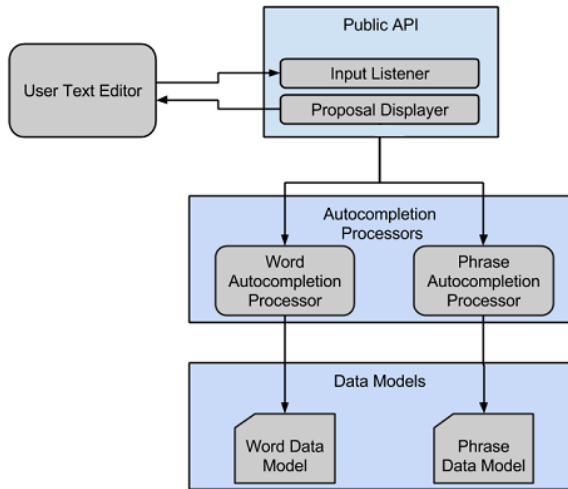 Public API
User Text Editor
Input Listener
Proposal Displayer
Autocompletion
Processors
Word
Autocompletion
Processor
Phrase
Autocompletion
Processor
Data Models
Word Data
Model
Phrase
Data Model